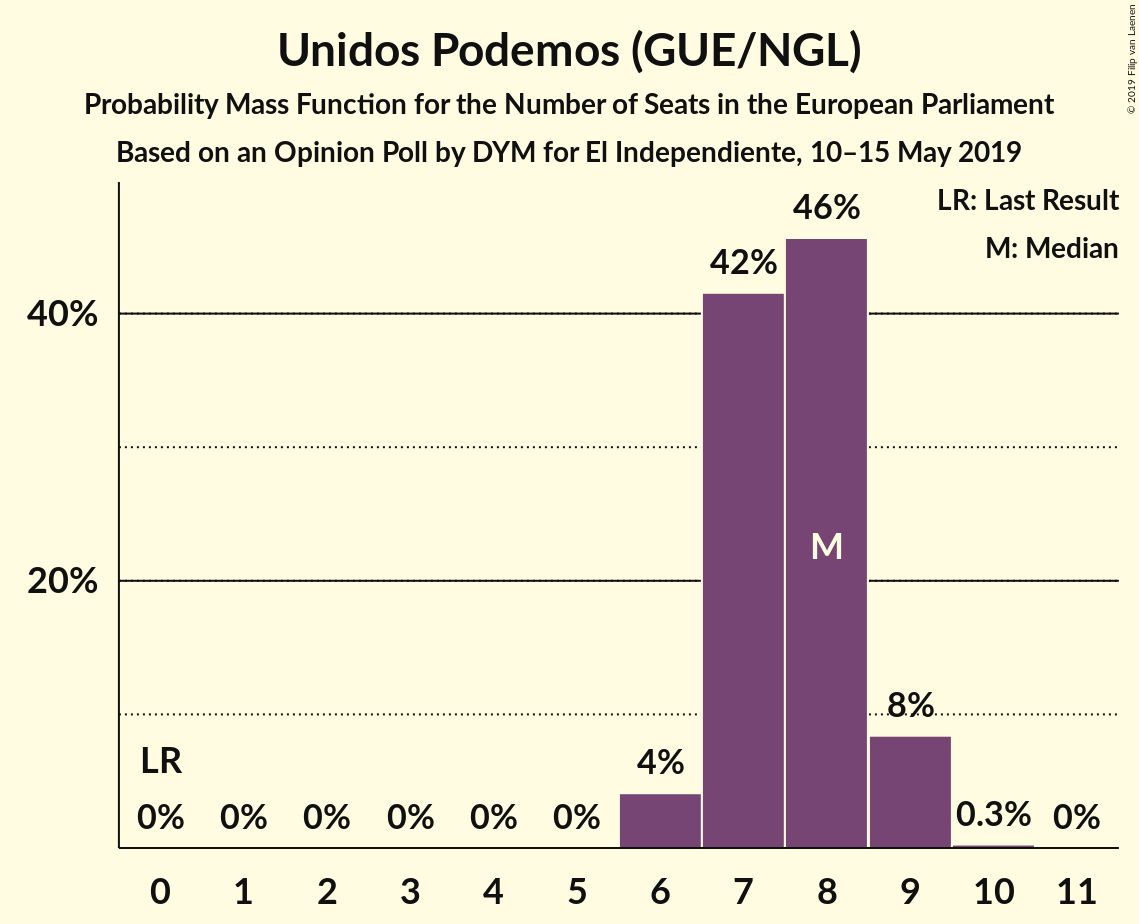 Unidos Podemos (GUE/NGL)
Probability Mass Function for the Number of Seats in the European Parliament
Based on an Opinion Poll by DYM for El Independiente, 10–15 May 2019
© 2019 Filip van Laenen
LR: Last Result
M: Median
46%
42%
40%
M
20%
8%
LR
4%
0% 0% 0% 0% 0% 0% 0.3% 0%
0 1 2 3 4 5 6 7 8 9 10 11